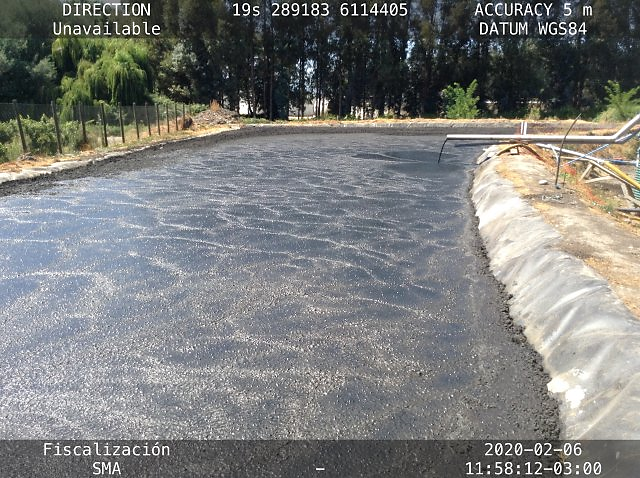 DIRECTION
Unavailable
19s 289183 6114405
ACCURACY 5 m
DATUM WGS84
Fiscalización
SMA
–
2020-02-06
11:58:12-03:00